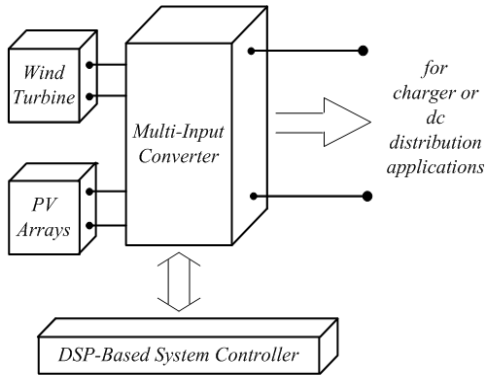 Wind
Turbine
Multi-Input
Converter
PV
Arrays
for
charger or
dc
distribution
applications
DSP-Based System Controller